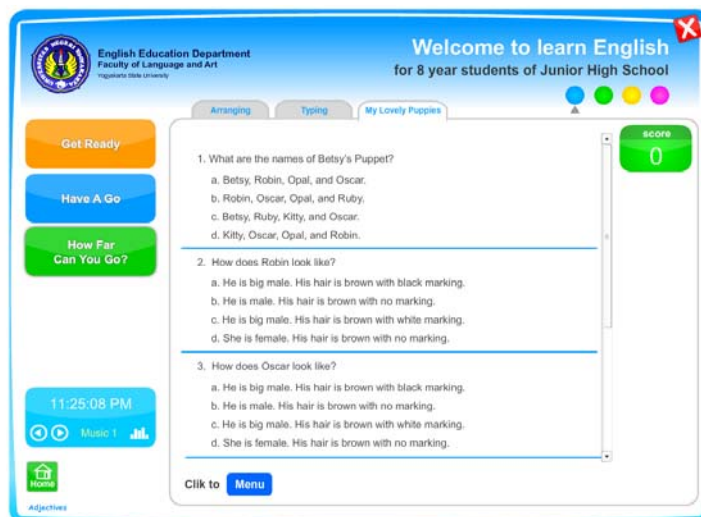 English Education Department
Faculty of Language and Art
Yogyakarta State University
Welcome to learn English
for 8 year students of Junior High School
Arranging
Typing
My Lovely Puppies
Get Ready
Have A Go
How Far
Can You Go?
score
0
1. What are the names of Betsy's Puppet?
a. Betsy, Robin, Opal, and Oscar.
b. Robin, Oscar, Opal, and Ruby.
c. Betsy, Ruby, Kitty, and Oscar.
d. Kitty, Oscar, Opal, and Robin.
2. How does Robin look like?
a. He is big male. His hair is brown with black marking.
b. He is male. His hair is brown with no marking.
c. He is big male. His hair is brown with white marking.
d. She is female. His hair is brown with no marking.
3. How does Oscar look like?
a. He is big male. His hair is brown with black marking.
b. He is male. His hair is brown with no marking.
c. He is big male. His hair is brown with white marking.
d. She is female. His hair is brown with no marking.
11:25:08 PM
Music 1
Home
Adjectives
Clik to
Menu